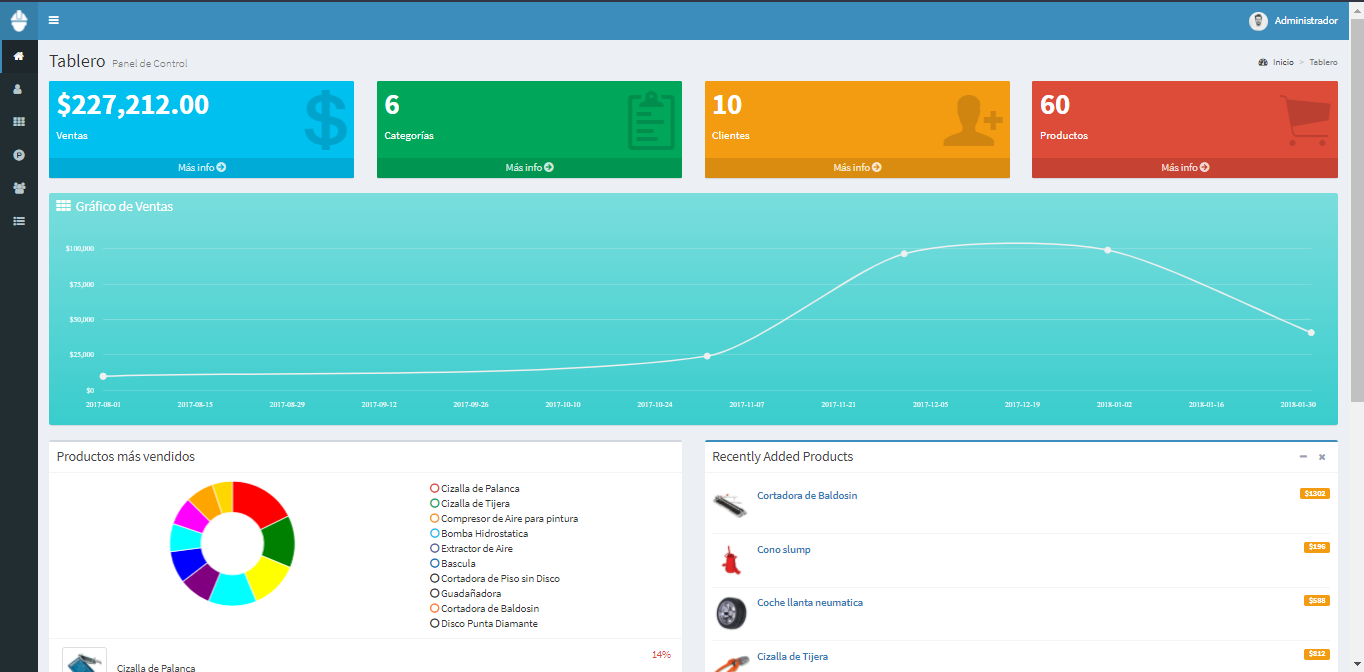 Administrador
Tablero Panel de Control
Inicio > Tablero
$227,212.00
Ventas
Más info
6
Categorías
Más info
10
Clientes
Más info
60
Productos
Más info
Gráfico de Ventas
$100,000
$75,000
$50,000
$25,000
$0
2017-08-01 2017-08-15 2017-08-29 2017-09-12 2017-09-26 2017-10-10 2017-10-24 2017-11-07 2017-11-21 2017-12-05 2017-12-19 2018-01-02 2018-01-16 2018-01-30
Productos más vendidos
Cizalla de Palanca
Cizalla de Tijera
Compresor de Aire para pintura
Bomba Hidrostatica
Extractor de Aire
Bascula
Cortadora de Piso sin Disco
Guadañadora
Cortadora de Baldosin
Disco Punta Diamante
Cizalla de Palanca 14%
Recently Added Products
Cortadora de Baldosin $1302
Cono slump $196
Coche llanta neumatica $588
Cizalla de Tijera $812